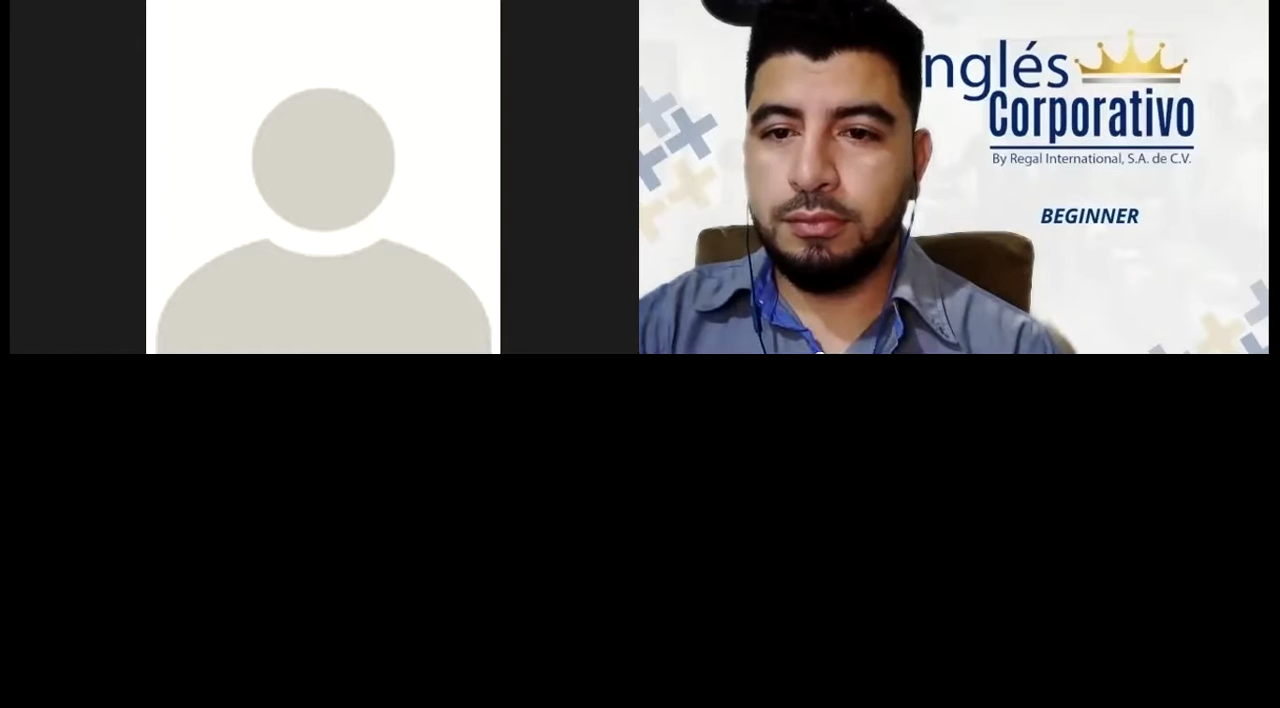 nglés
Corporativo
By Regal International, S.A. de C.V.
BEGINNER